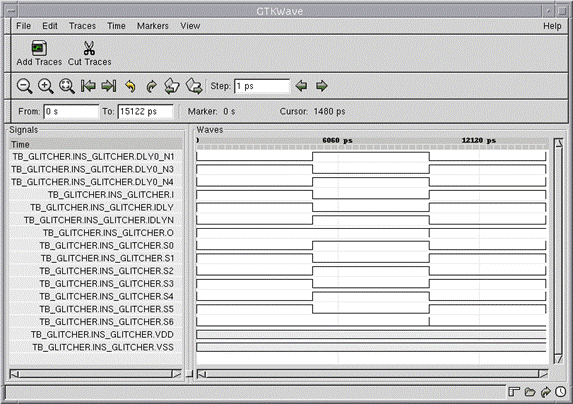 GTKWave
File Edit Traces Time Markers View Help
Add Traces Cut Traces
Step: 1 ps
From: 0 s To: 15122 ps Marker: 0 s Cursor: 1480 ps
Signals Waves
Time 6060 ps 12120 ps
TB_GLITCHER.INS_GLITCHER.DLY0_N1
TB_GLITCHER.INS_GLITCHER.DLY0_N3
TB_GLITCHER.INS_GLITCHER.DLY0_N4
TB_GLITCHER.INS_GLITCHER.I
TB_GLITCHER.INS_GLITCHER.IDLY
TB_GLITCHER.INS_GLITCHER.IDLYN
TB_GLITCHER.INS_GLITCHER.O
TB_GLITCHER.INS_GLITCHER.S0
TB_GLITCHER.INS_GLITCHER.S1
TB_GLITCHER.INS_GLITCHER.S2
TB_GLITCHER.INS_GLITCHER.S3
TB_GLITCHER.INS_GLITCHER.S4
TB_GLITCHER.INS_GLITCHER.S5
TB_GLITCHER.INS_GLITCHER.S6
TB_GLITCHER.INS_GLITCHER.VDD
TB_GLITCHER.INS_GLITCHER.VSS